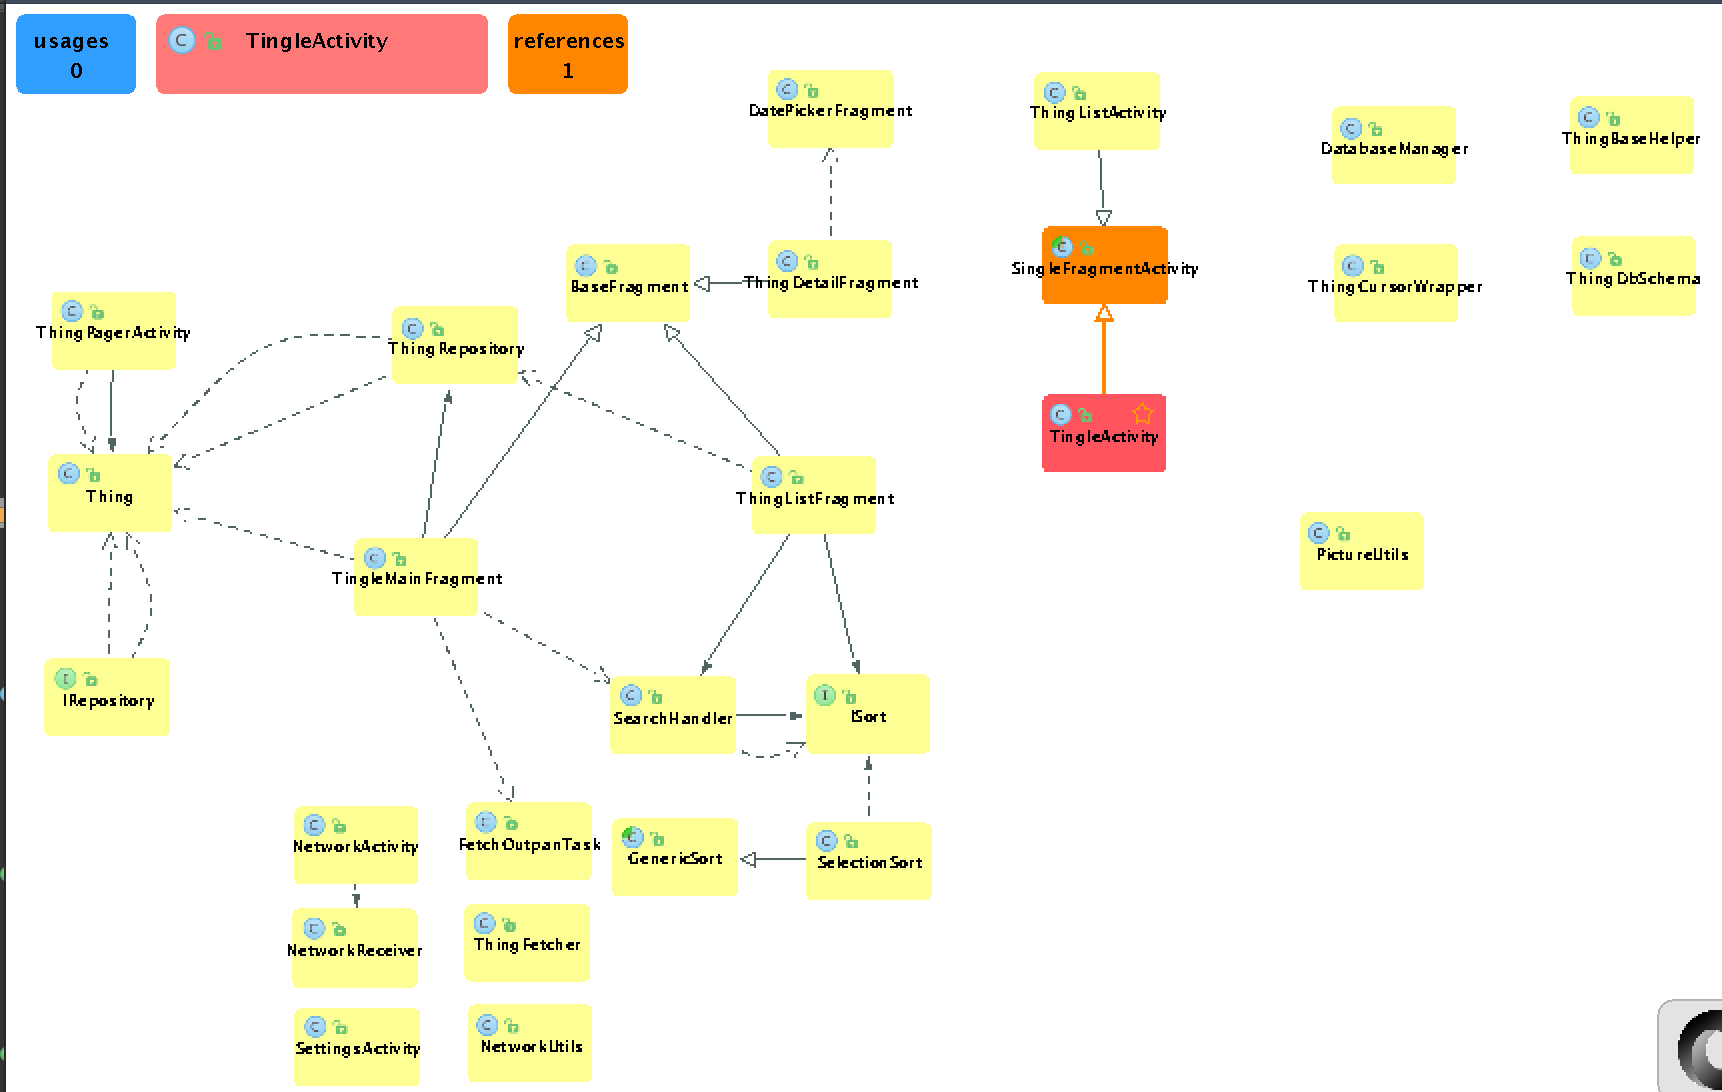 usages
0
TingleActivity
references
1
DatePickerFragment
ThingListActivity
DatabaseManager
ThingBaseHelper
SingleFragmentActivity
BaseFragment
ThingDetailFragment
ThingCursorWrapper
ThingDbSchema
ThingPagerActivity
ThingRepository
TingleActivity
Thing
ThingListFragment
PictureUtils
TingleMainFragment
IRepository
SearchHandler
ISort
NetworkActivity
FetchOutpanTask
GenericSort
SelectionSort
NetworkReceiver
ThingFetcher
SettingsActivity
NetworkUtils